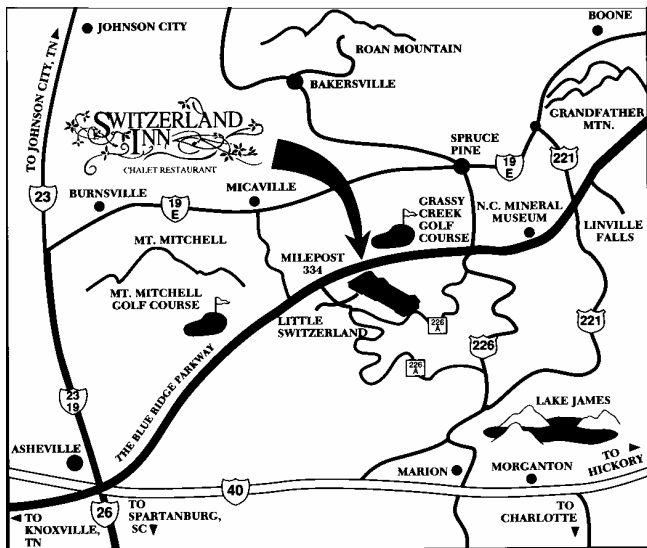 BOONE
JOHNSON CITY
ROAN MOUNTAIN
TO JOHNSON CITY, TN
BAKERSVILLE
GRANDFATHER
MTN.
SWITZERLAND
INN
CHALET RESTAURANT
SPRUCE
PINE
19
E
221
23
BURNSVILLE
19
E
MICAVILLE
GRASSY
CREEK
GOLF
COURSE
N.C. MINERAL
MUSEUM
LINVILLE
FALLS
MT. MITCHELL
MILEPOST
334
MT. MITCHELL
GOLF COURSE
LITTLE
SWITZERLAND
226
A
226
221
226
A
THE BLUE RIDGE PARKWAY
23
19
LAKE JAMES
ASHEVILLE
TO
HICKORY
MARION
MORGANTON
40
26
TO
KNOXVILLE,
TN
TO
SPARTANBURG,
SC
TO
CHARLOTTE